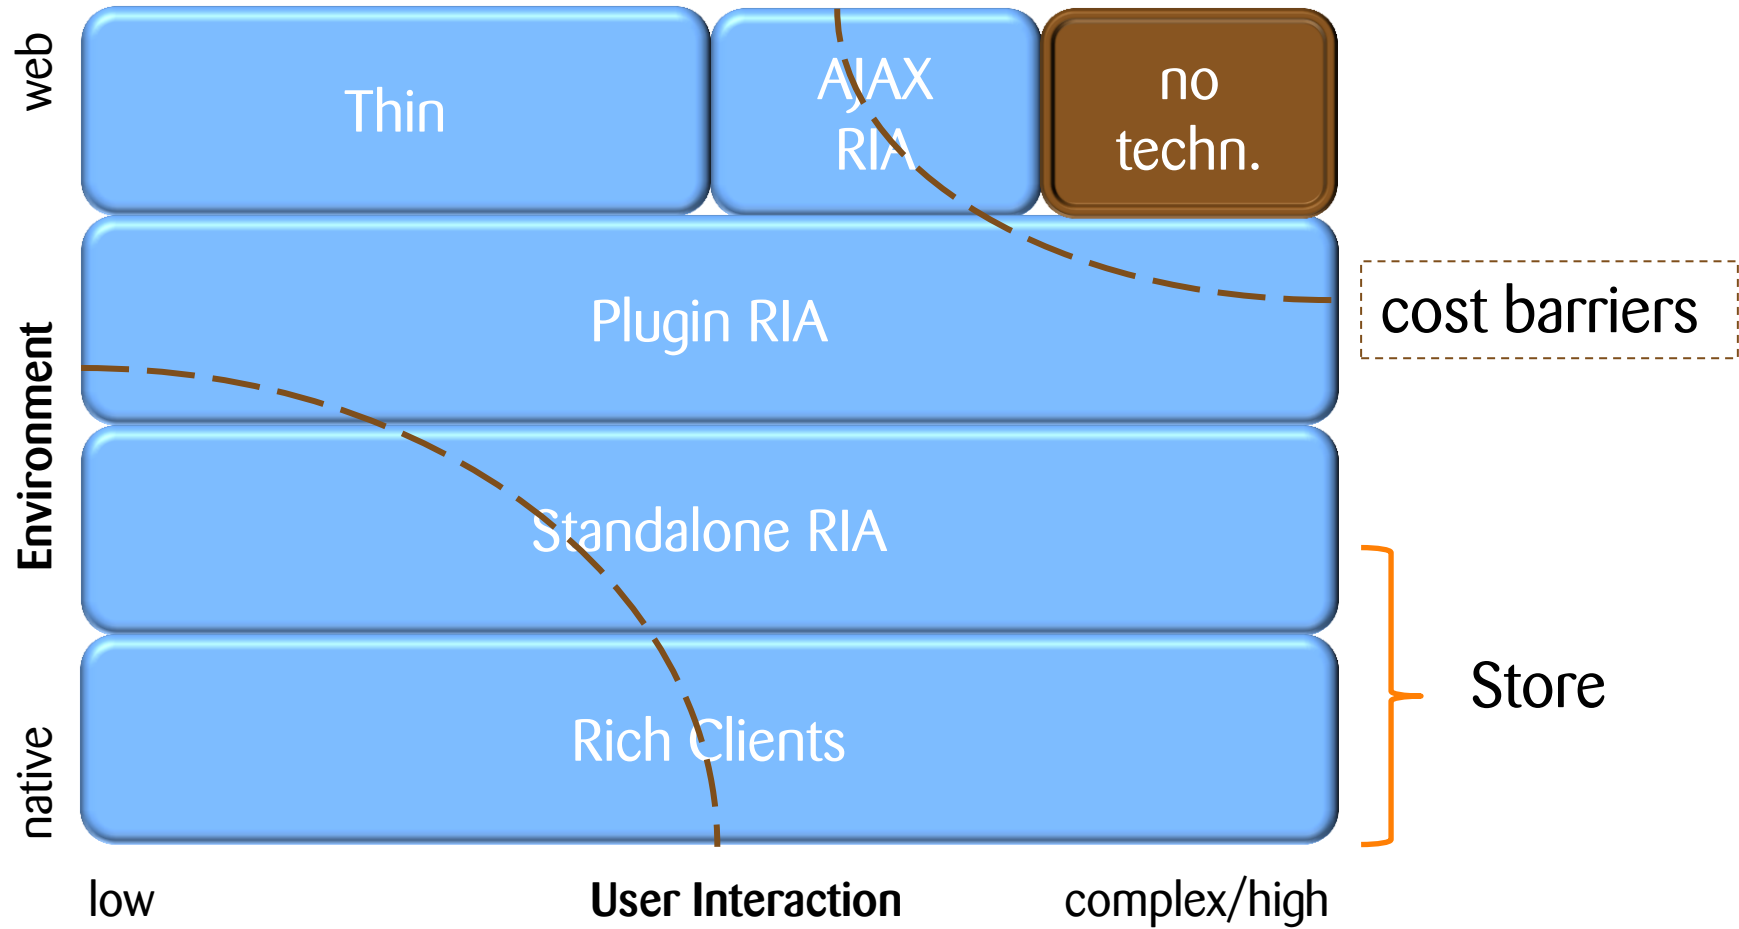 web
Thin
AJAX
RIA
no
techn.
Environment
Plugin RIA
cost barriers
Standalone RIA
Store
native
Rich Clients
low
User Interaction
complex/high